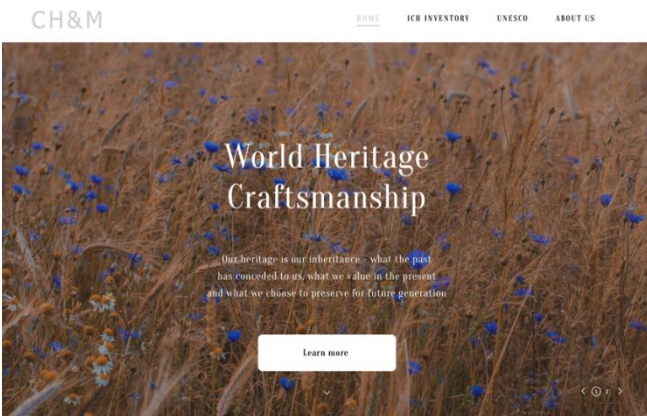 CH&M
HOME ICH INVENTORY UNESCO ABOUT US
World Heritage
Craftsmanship
Our heritage is our inheritance - what the past
has conceded to us, what we value in the present
and what we choose to preserve for future generation
Learn more
1 2